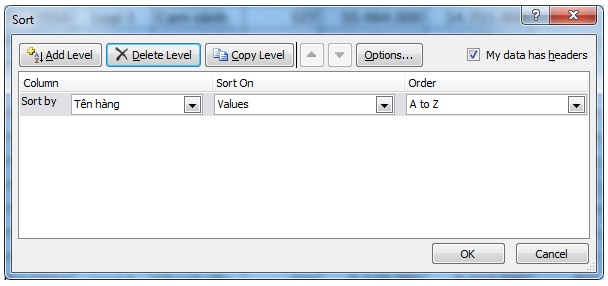 Sort
Add Level
Delete Level
Copy Level
Options...
My data has headers
Column
Sort On
Order
Sort by
Tên hàng
Values
A to Z
OK
Cancel